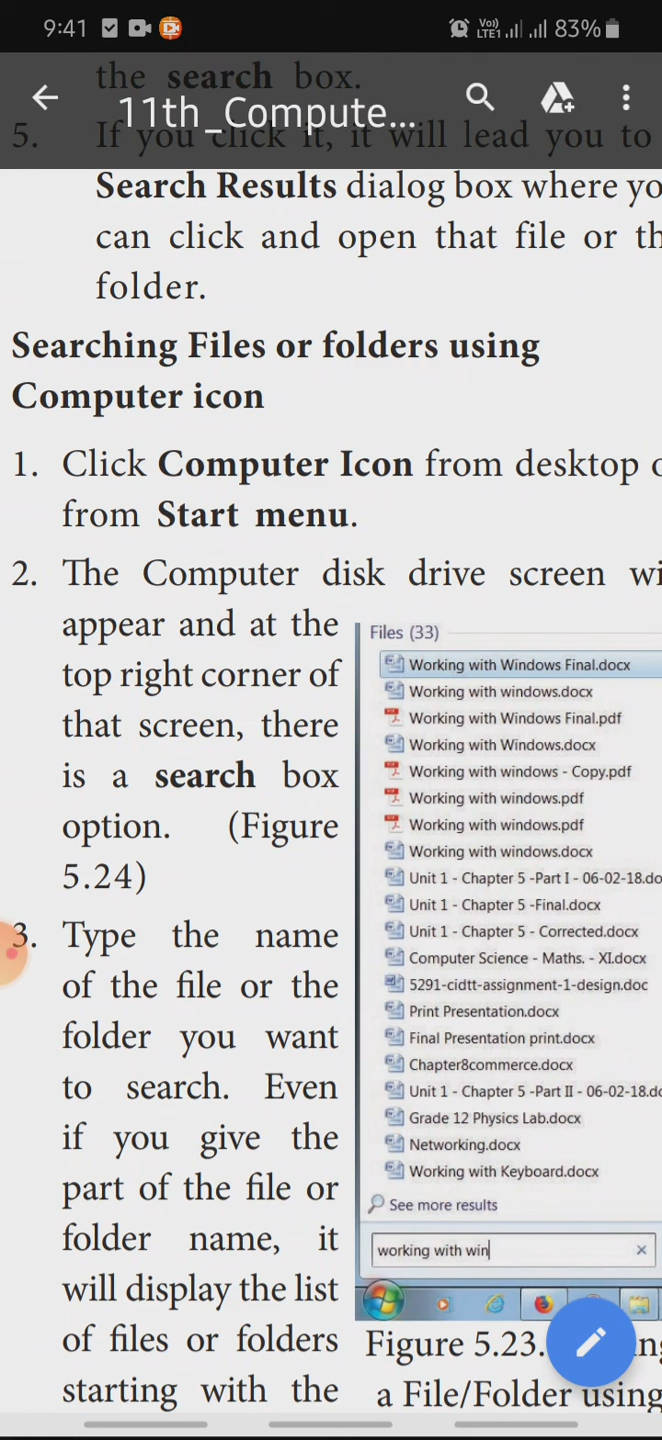 9:41
Vo)) LTE1 83%
the search box.
11th_Compute...
5. If you click it, it will lead you to
Search Results dialog box where yo
can click and open that file or th
folder.
Searching Files or folders using
Computer icon
1. Click Computer Icon from desktop o
from Start menu.
2. The Computer disk drive screen wi
appear and at the
top right corner of
that screen, there
is a search box
option. (Figure
5.24)
3. Type the name
of the file or the
folder you want
to search. Even
if you give the
part of the file or
folder name, it
will display the list
of files or folders
starting with the
Files (33)
Working with Windows Final.docx
Working with windows.docx
Working with Windows Final.pdf
Working with Windows.docx
Working with windows - Copy.pdf
Working with windows.pdf
Working with windows.pdf
Working with windows.docx
Unit 1 - Chapter 5 -Part I - 06-02-18.do
Unit 1 - Chapter 5 -Final.docx
Unit 1 - Chapter 5 - Corrected.docx
Computer Science - Maths. - XI.docx
5291-cidtt-assignment-1-design.doc
Print Presentation.docx
Final Presentation print.docx
Chapter8commerce.docx
Unit 1 - Chapter 5 -Part II - 06-02-18.do
Grade 12 Physics Lab.docx
Networking.docx
Working with Keyboard.docx
See more results
working with win
Figure 5.23.
a File/Folder using